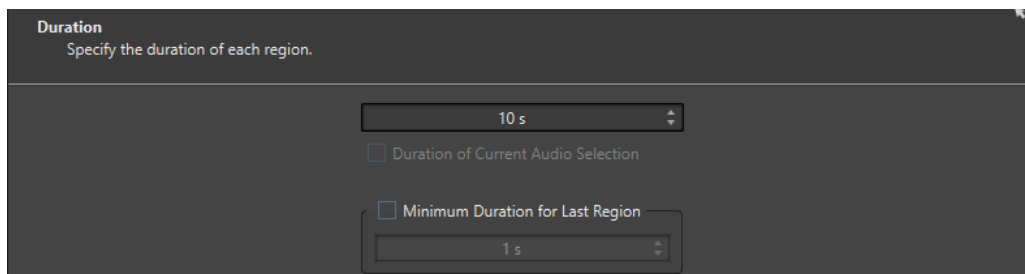 Duration
Specify the duration of each region.
10 s
Duration of Current Audio Selection
Minimum Duration for Last Region
1 s